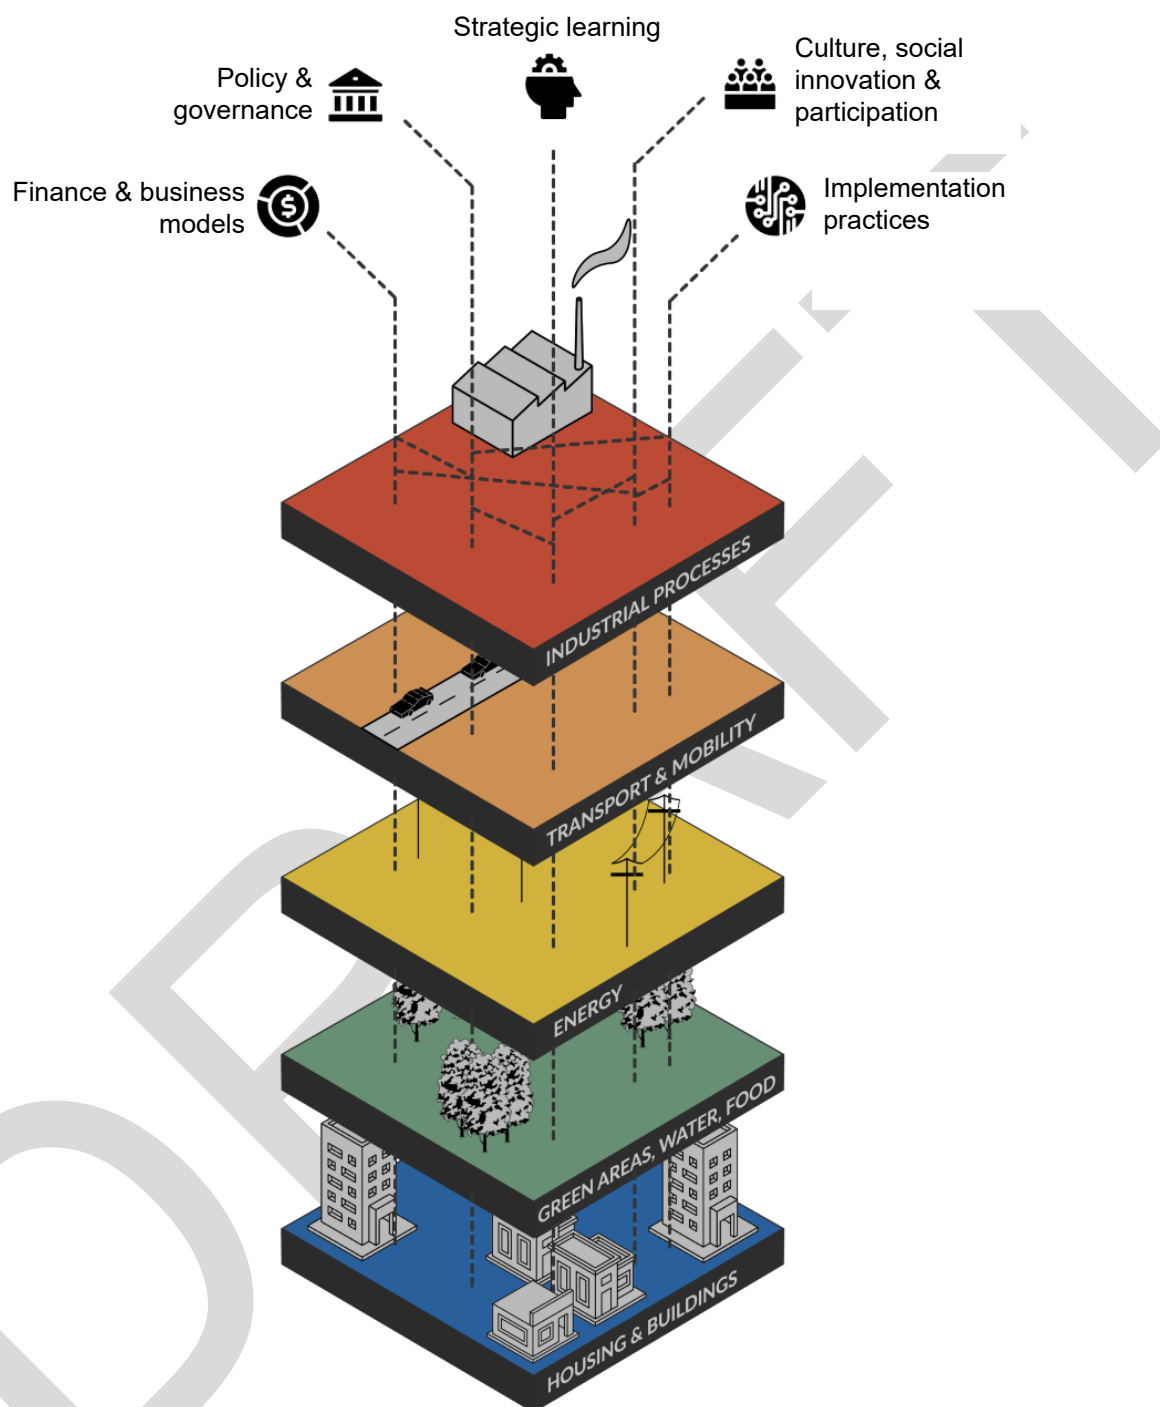 Strategic learning
Policy &
governance
Culture, social
innovation &
participation
Finance & business
models
Implementation
practices
INDUSTRIAL PROCESSES
TRANSPORT & MOBILITY
ENERGY
GREEN AREAS, WATER, FOOD
HOUSING & BUILDINGS